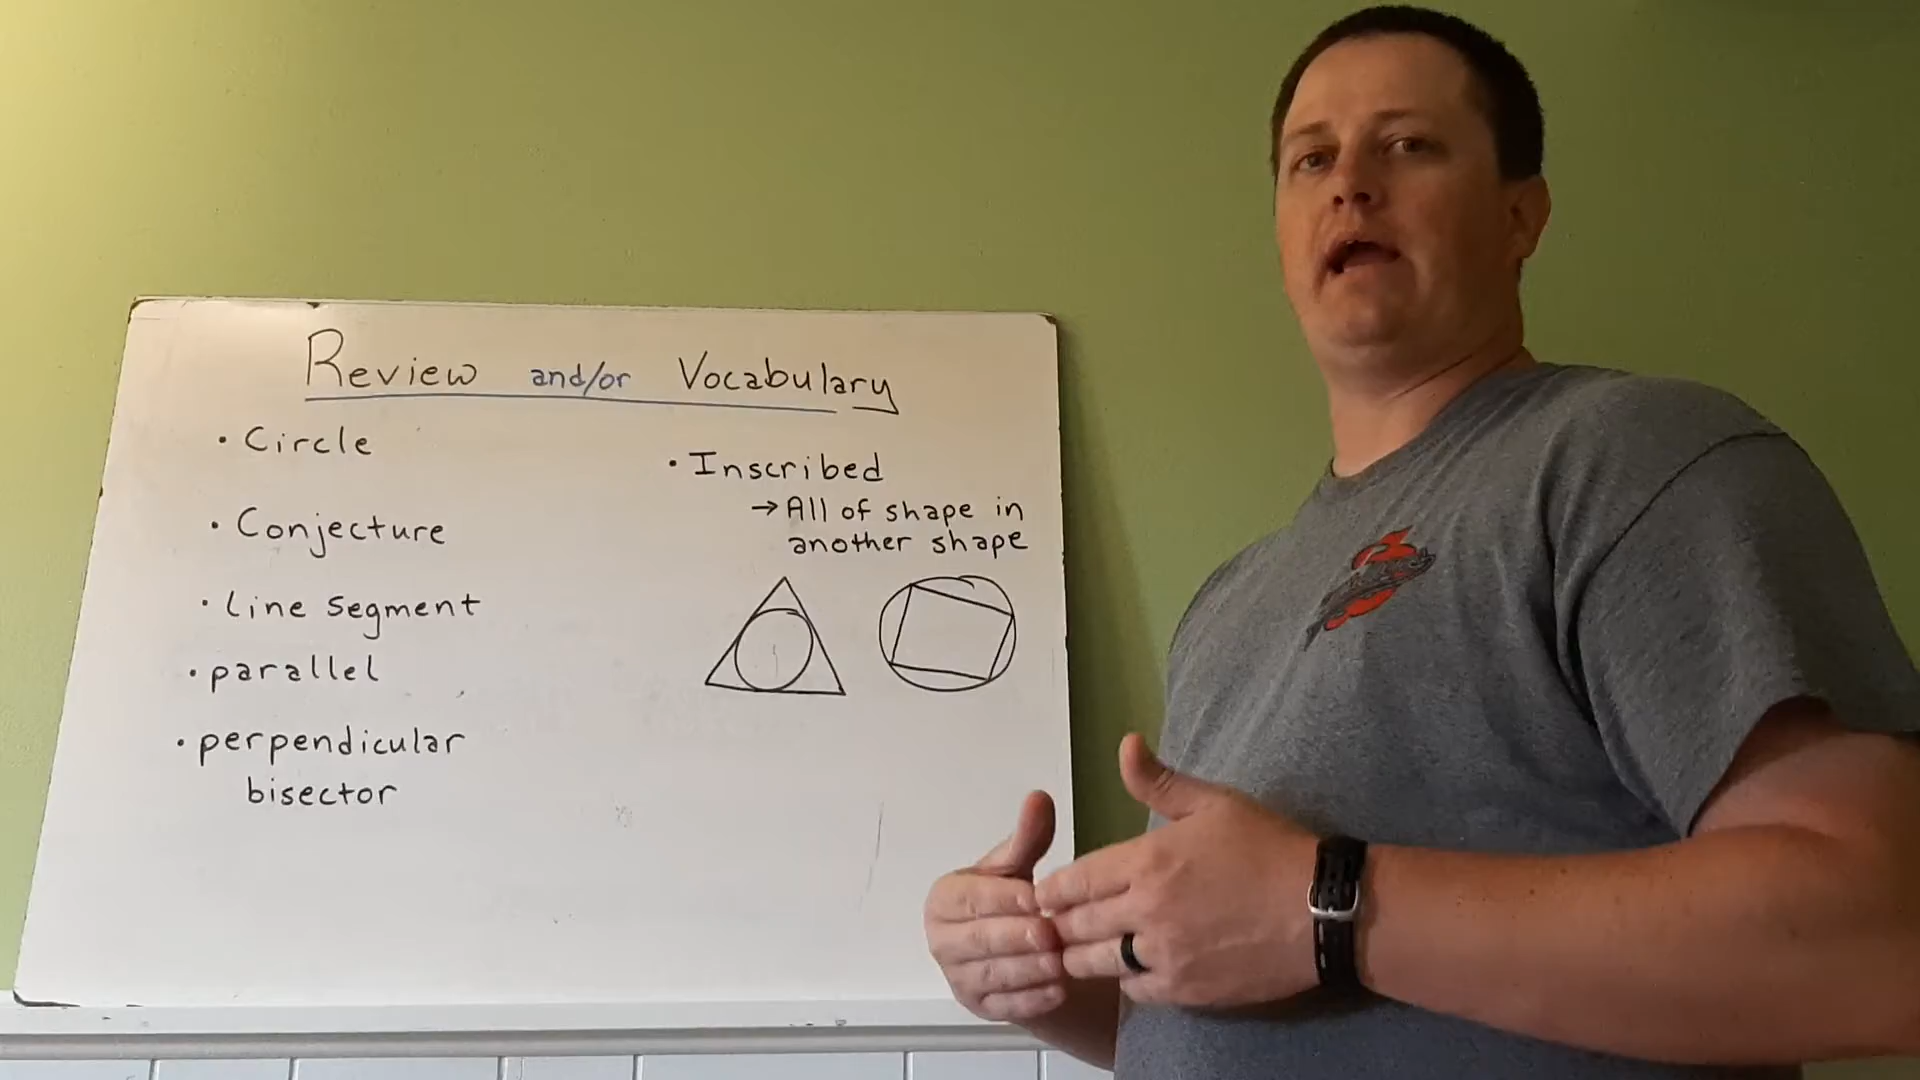 Review and/or Vocabulary
• Circle
• Conjecture
• line segment
• parallel
• perpendicular
bisector
• Inscribed
→ All of shape in
another shape